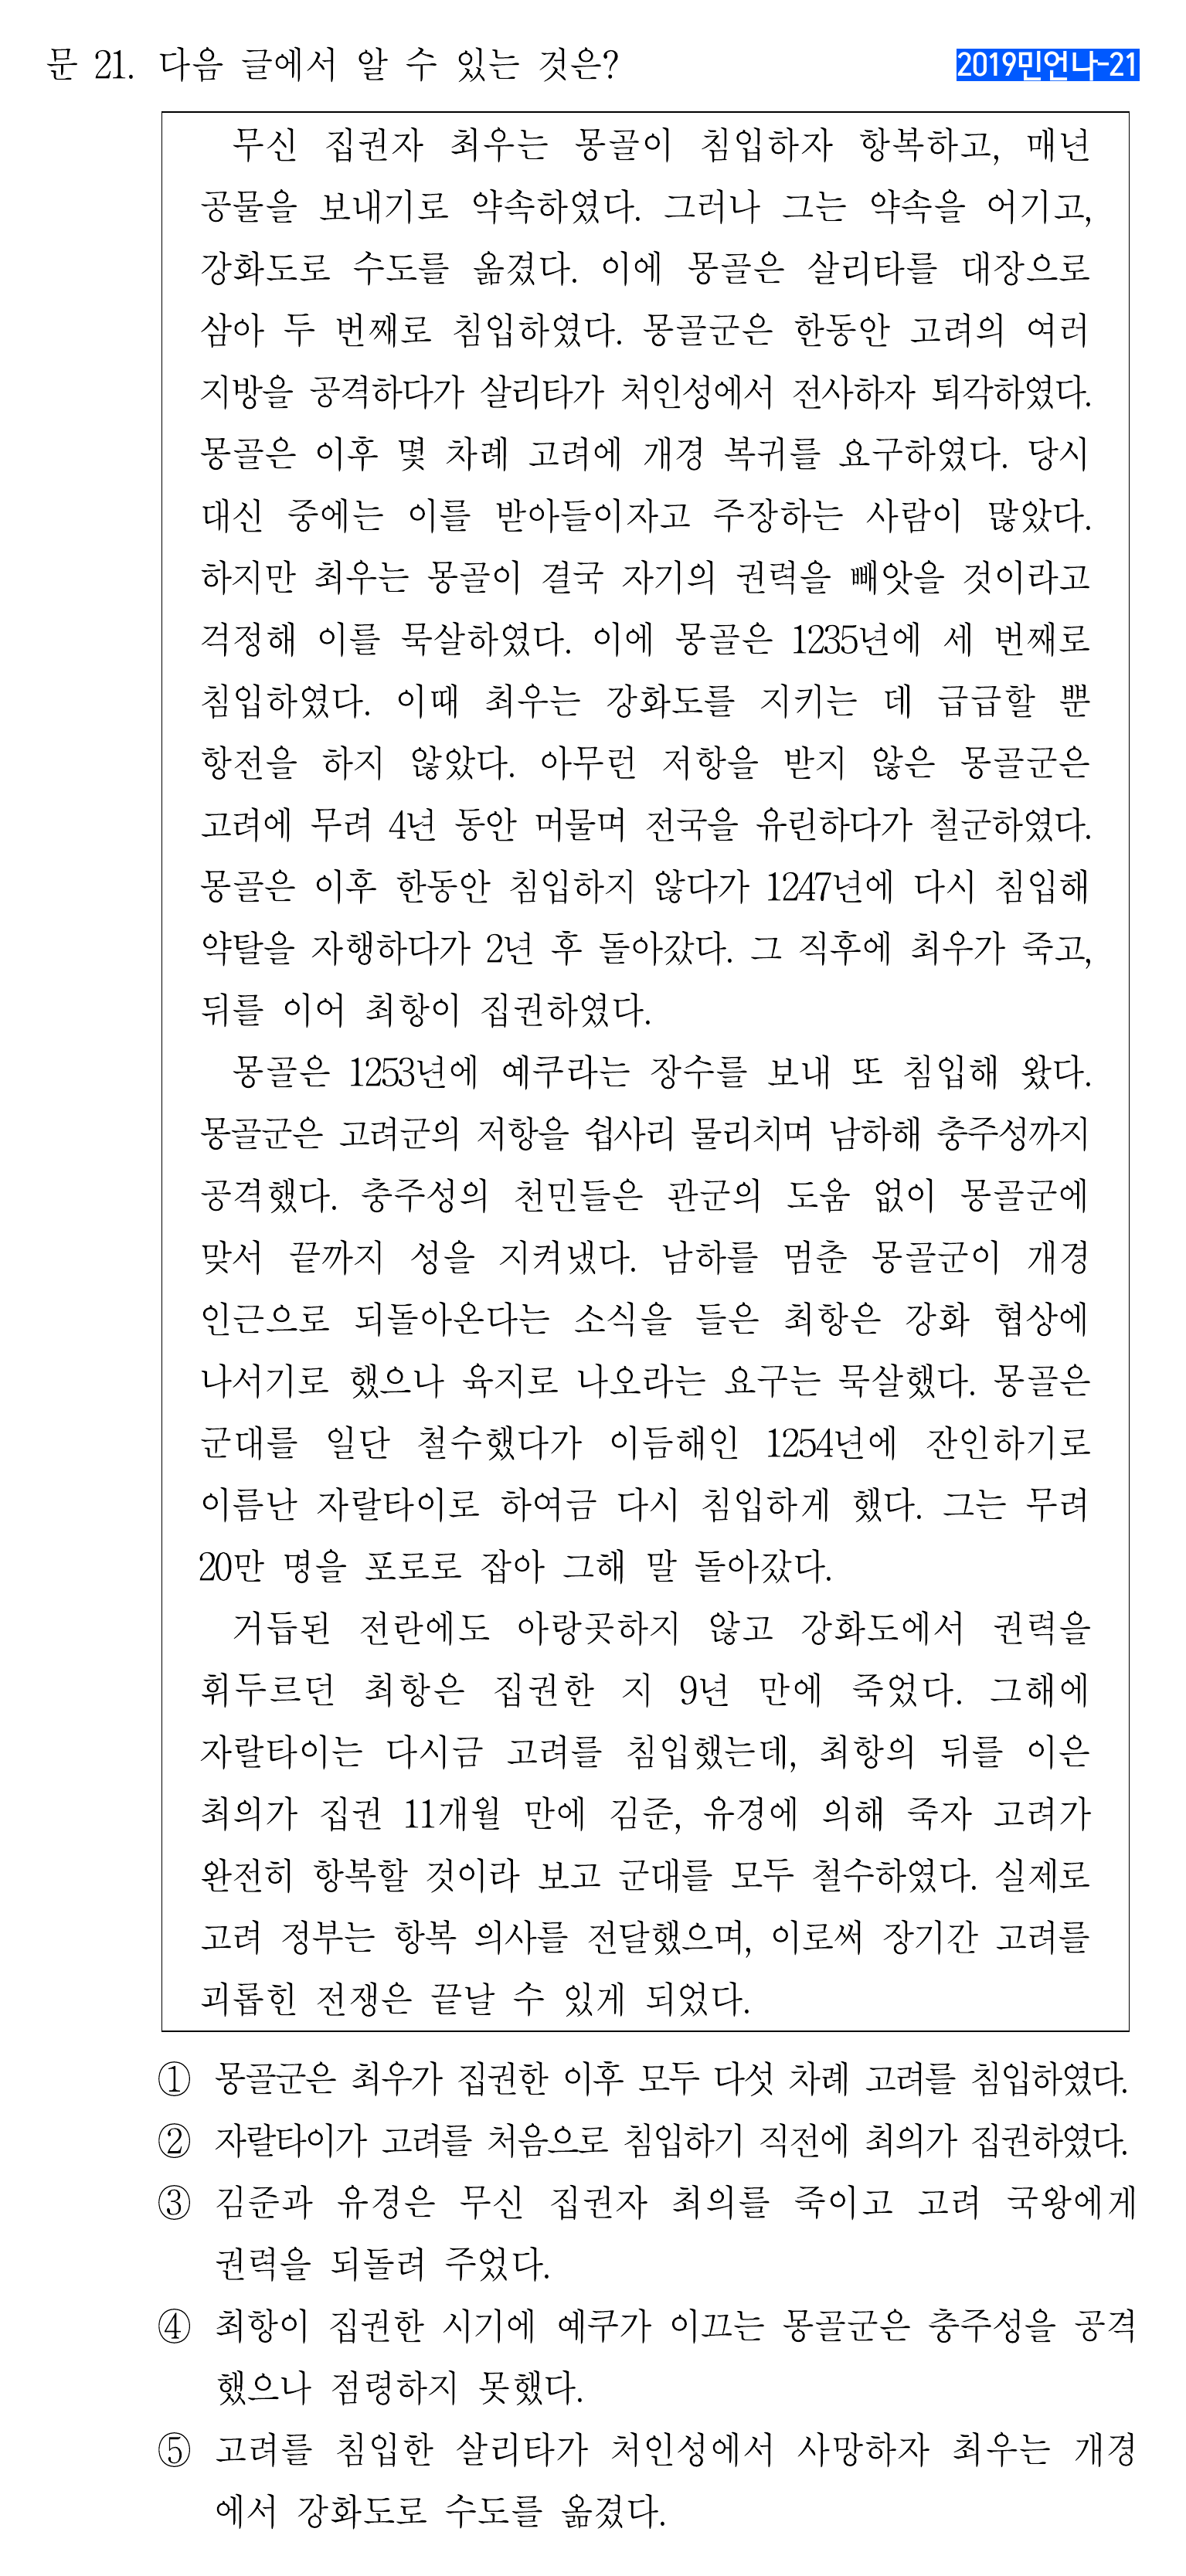 문 21. 다음 글에서 알 수 있는 것은?
2019민언나-21
무신 집권자 최우는 몽골이 침입하자 항복하고, 매년
공물을 보내기로 약속하였다. 그러나 그는 약속을 어기고,
강화도로 수도를 옮겼다. 이에 몽골은 살리타를 대장으로
삼아 두 번째로 침입하였다. 몽골군은 한동안 고려의 여러
지방을 공격하다가 살리타가 처인성에서 전사하자 퇴각하였다.
몽골은 이후 몇 차례 고려에 개경 복귀를 요구하였다. 당시
대신 중에는 이를 받아들이자고 주장하는 사람이 많았다.
하지만 최우는 몽골이 결국 자기의 권력을 빼앗을 것이라고
걱정해 이를 묵살하였다. 이에 몽골은 1235년에 세 번째로
침입하였다. 이때 최우는 강화도를 지키는 데 급급할 뿐
항전을 하지 않았다. 아무런 저항을 받지 않은 몽골군은
고려에 무려 4년 동안 머물며 전국을 유린하다가 철군하였다.
몽골은 이후 한동안 침입하지 않다가 1247년에 다시 침입해
약탈을 자행하다가 2년 후 돌아갔다. 그 직후에 최우가 죽고,
뒤를 이어 최항이 집권하였다.
몽골은 1253년에 예쿠라는 장수를 보내 또 침입해 왔다.
몽골군은 고려군의 저항을 쉽사리 물리치며 남하해 충주성까지
공격했다. 충주성의 천민들은 관군의 도움 없이 몽골군에
맞서 끝까지 성을 지켜냈다. 남하를 멈춘 몽골군이 개경
인근으로 되돌아온다는 소식을 들은 최항은 강화 협상에
나서기로 했으나 육지로 나오라는 요구는 묵살했다. 몽골은
군대를 일단 철수했다가 이듬해인 1254년에 잔인하기로
이름난 자랄타이로 하여금 다시 침입하게 했다. 그는 무려
20만 명을 포로로 잡아 그해 말 돌아갔다.
거듭된 전란에도 아랑곳하지 않고 강화도에서 권력을
휘두르던 최항은 집권한 지 9년 만에 죽었다. 그해에
자랄타이는 다시금 고려를 침입했는데, 최항의 뒤를 이은
최의가 집권 11개월 만에 김준, 유경에 의해 죽자 고려가
완전히 항복할 것이라 보고 군대를 모두 철수하였다. 실제로
고려 정부는 항복 의사를 전달했으며, 이로써 장기간 고려를
괴롭힌 전쟁은 끝날 수 있게 되었다.
① 몽골군은 최우가 집권한 이후 모두 다섯 차례 고려를 침입하였다.
② 자랄타이가 고려를 처음으로 침입하기 직전에 최의가 집권하였다.
③ 김준과 유경은 무신 집권자 최의를 죽이고 고려 국왕에게
권력을 되돌려 주었다.
④ 최항이 집권한 시기에 예쿠가 이끄는 몽골군은 충주성을 공격
했으나 점령하지 못했다.
⑤ 고려를 침입한 살리타가 처인성에서 사망하자 최우는 개경
에서 강화도로 수도를 옮겼다.